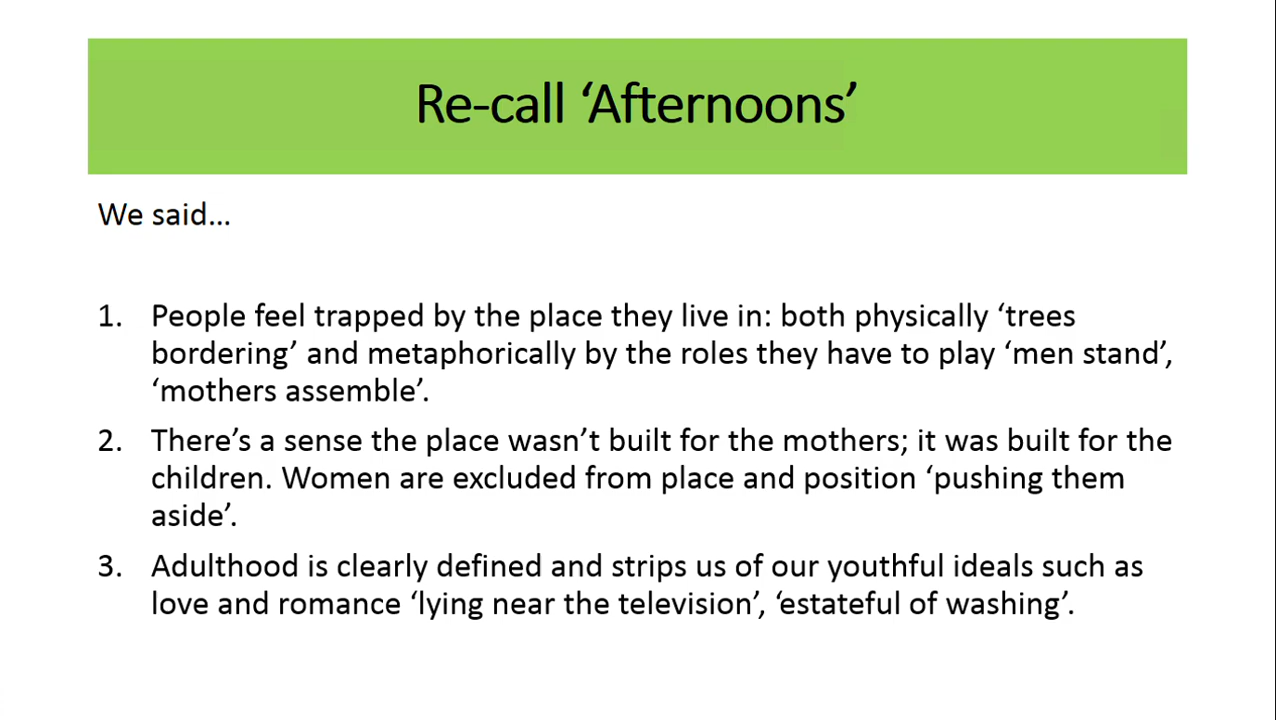 Re-call ‘Afternoons’
We said…
1. People feel trapped by the place they live in: both physically ‘trees
bordering’ and metaphorically by the roles they have to play ‘men stand’,
‘mothers assemble’.
2. There’s a sense the place wasn’t built for the mothers; it was built for the
children. Women are excluded from place and position ‘pushing them
aside’.
3. Adulthood is clearly defined and strips us of our youthful ideals such as
love and romance ‘lying near the television’, ‘estateful of washing’.